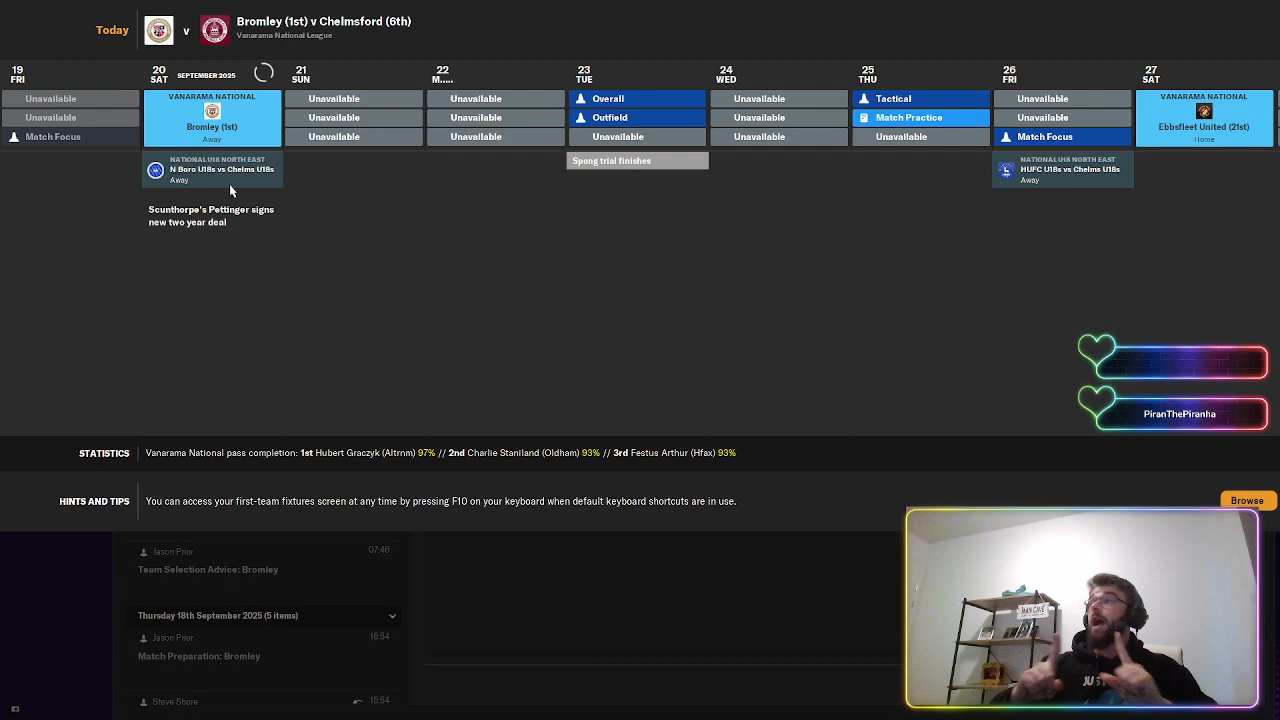 Today
v
Bromley (1st) v Chelmsford (6th)
Vanarama National League
19
FRI
20
SAT
SEPTEMBER 2025
21
SUN
22
M.....
23
TUE
24
WED
25
THU
26
FRI
27
SAT
Unavailable
Unavailable
Match Focus
VANARAMA NATIONAL
Bromley (1st)
Away
NATIONAL U18 NORTH EAST
N Boro U18s vs Chelms U18s
Away
Scunthorpe's Pettinger signs
new two year deal
Unavailable
Unavailable
Unavailable
Unavailable
Unavailable
Unavailable
Overall
Outfield
Unavailable
Spong trial finishes
Unavailable
Unavailable
Unavailable
Tactical
Match Practice
Unavailable
Unavailable
Unavailable
Match Focus
NATIONAL U18 NORTH EAST
HUFC U18s vs Chelms U18s
Away
VANARAMA NATIONAL
Ebbsfleet United (21st)
Home
PiranThePiranha
STATISTICS
Vanarama National pass completion: 1st Hubert Graczyk (Altrnm) 97% // 2nd Charlie Staniland (Oldham) 93% // 3rd Festus Arthur (Hfax) 93%
HINTS AND TIPS
You can access your first-team fixtures screen at any time by pressing F10 on your keyboard when default keyboard shortcuts are in use.
Browse
Jason Prior
07:46
Team Selection Advice: Bromley
Thursday 18th September 2025 (5 items)
Jason Prior
16:54
Match Preparation: Bromley
Steve Shore
15:54
MAN CAVE
JUST